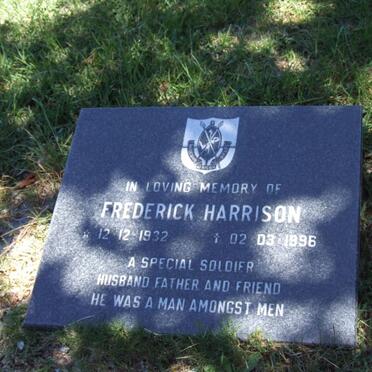 IN LOVING MEMORY OF
FREDERICK HARRISON
* 12-12-1932 † 02-03-1996
A SPECIAL SOLDIER
HUSBAND FATHER AND FRIEND
HE WAS A MAN AMONGST MEN